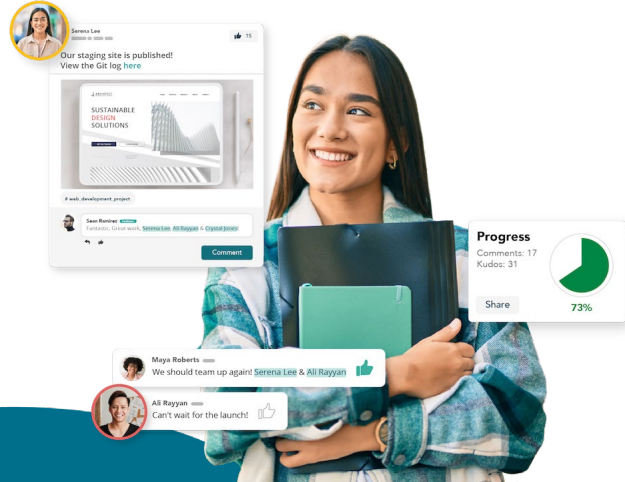 Serena Lee
15
Our staging site is published!
View the Git log here
SUSTAINABLE
DESIGN
SOLUTIONS
# web_development_project
Sean Ramirez
Fantastic. Great work, Serena Lee, Ali Rayyan & Crystal Jones
Comment
Progress
Comments: 17
Kudos: 31
Share
73%
Maya Roberts
We should team up again! Serena Lee & Ali Rayyan
Ali Rayyan
Can't wait for the launch!